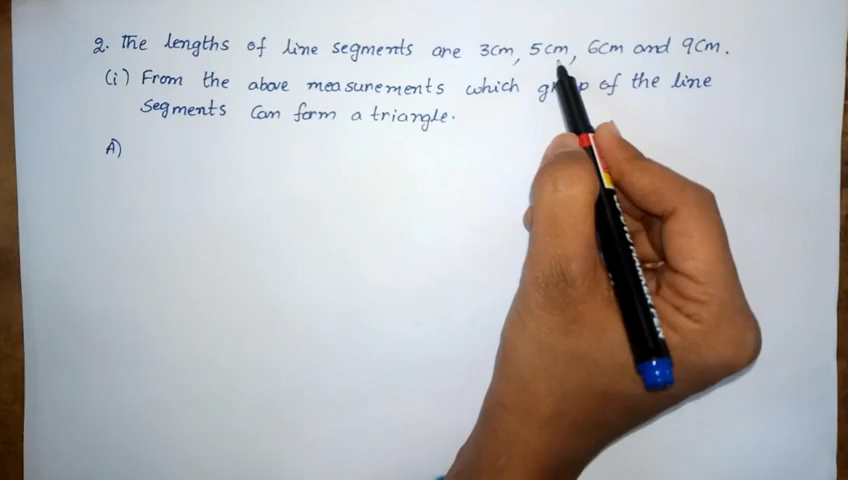 2. The lengths of line segments are 3cm, 5cm, 6cm and 9cm.
(i) From the above measurements which of the line
segments can form a triangle.
A)